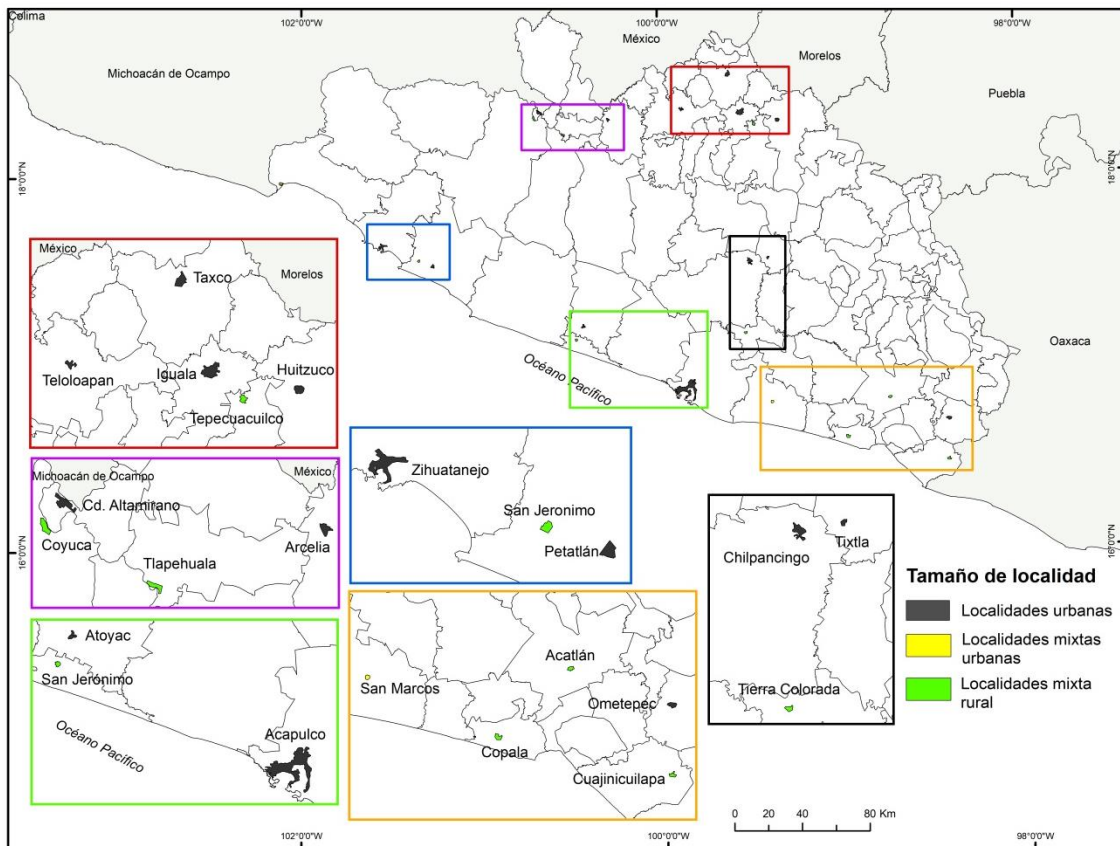 Colima
102°0'0"W
100°0'0"W
98°0'0"W
México
Morelos
Michoacán de Ocampo
Puebla
18°0'0"N
18°0'0"N
Oaxaca
Océano Pacífico
México
Taxco
Morelos
Teloloapan
Iguala
Huitzuco
Tepecuacuilco
Michoacán de Ocampo
México
Cd. Altamirano
Coyuca
Tlapehuala
Arcelia
16°0'0"N
Zihuatanejo
San Jeronimo
Petatlán
Chilpancingo
Tixtla
Tierra Colorada
16°0'0"N
Atoyac
San Jerónimo
Océano Pacífico
Acapulco
Acatlán
San Marcos
Ometepec
Copala
Cuajinicuilapa
Tamaño de localidad
Localidades urbanas
Localidades mixtas
urbanas
Localidades mixta
rural
0 20 40 80 Km
102°0'0"W
100°0'0"W
98°0'0"W